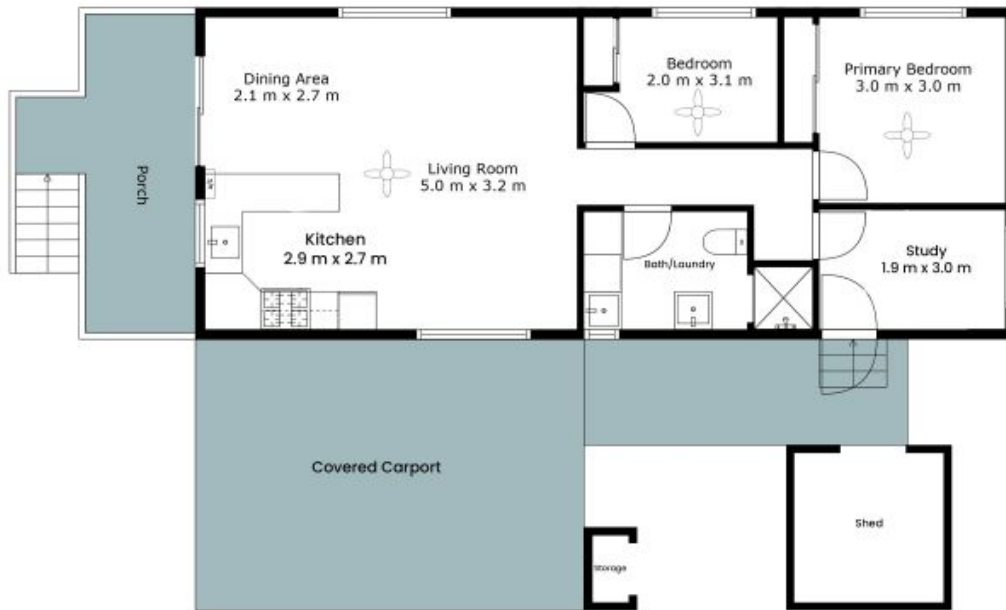 Dining Area
2.1 m x 2.7 m
Bedroom
2.0 m x 3.1 m
Primary Bedroom
3.0 m x 3.0 m
Porch
Living Room
5.0 m x 3.2 m
Kitchen
2.9 m x 2.7 m
Bath/Laundry
Study
1.9 m x 3.0 m
Covered Carport
Shed
Storage